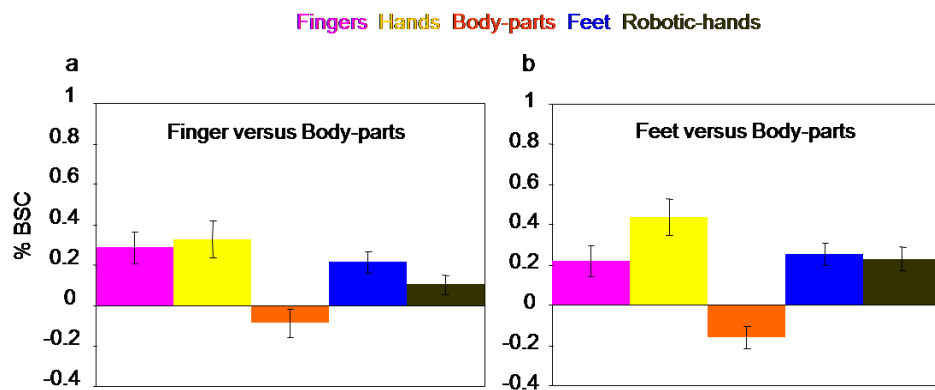 Fingers Hands Body-parts Feet Robotic-hands
a
b
% BSC
1
0.8
0.6
0.4
0.2
0
-0.2
-0.4
Finger versus Body-parts
1
0.8
0.6
0.4
0.2
0
-0.2
-0.4
Feet versus Body-parts